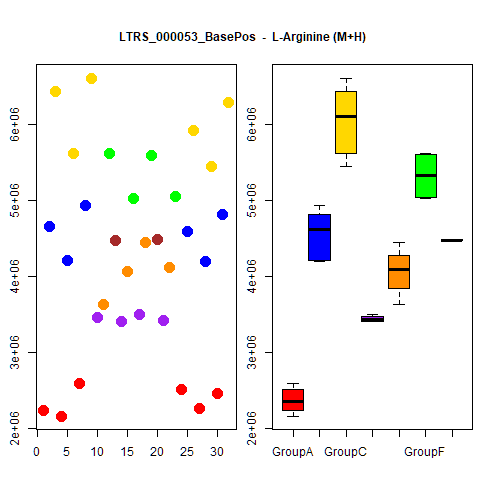 LTRS_000053_BasePos - L-Arginine (M+H)
6e+06
5e+06
4e+06
3e+06
2e+06
0 5 10 15 20 25 30
6e+06
5e+06
4e+06
3e+06
2e+06
GroupA GroupC GroupF